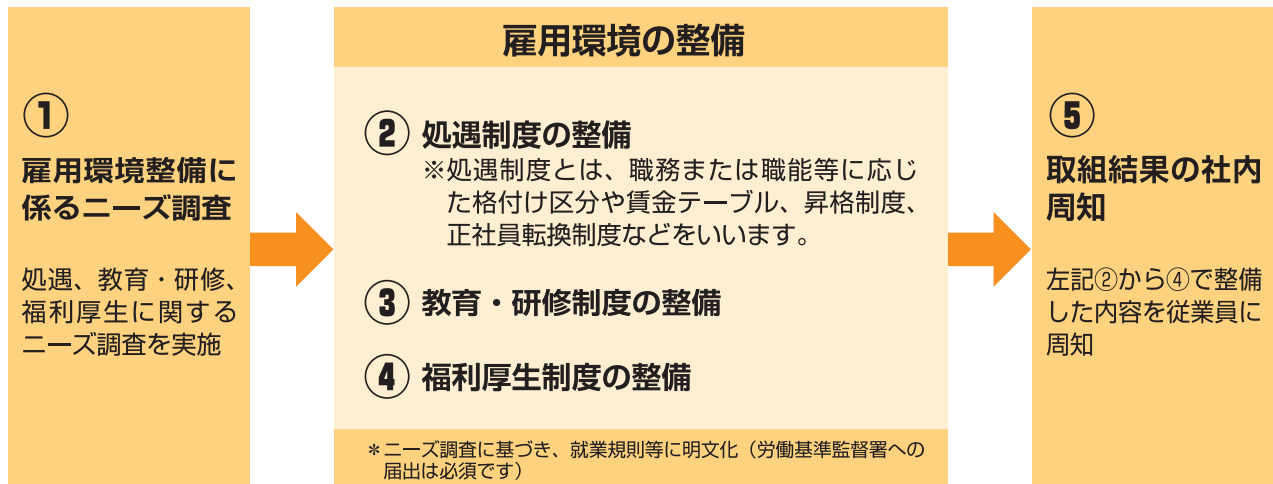 ①
雇用環境整備に
係るニーズ調査
処遇、教育・研修、
福利厚生に関する
ニーズ調査を実施
雇用環境の整備
② 処遇制度の整備
※処遇制度とは、職務または職能等に応じ
た格付け区分や賃金テーブル、昇格制度、
正社員転換制度などをいいます。
③ 教育・研修制度の整備
④ 福利厚生制度の整備
＊ニーズ調査に基づき、就業規則等に明文化（労働基準監督署への
届出は必須です）
⑤
取組結果の社内
周知
左記②から④で整備
した内容を従業員に
周知